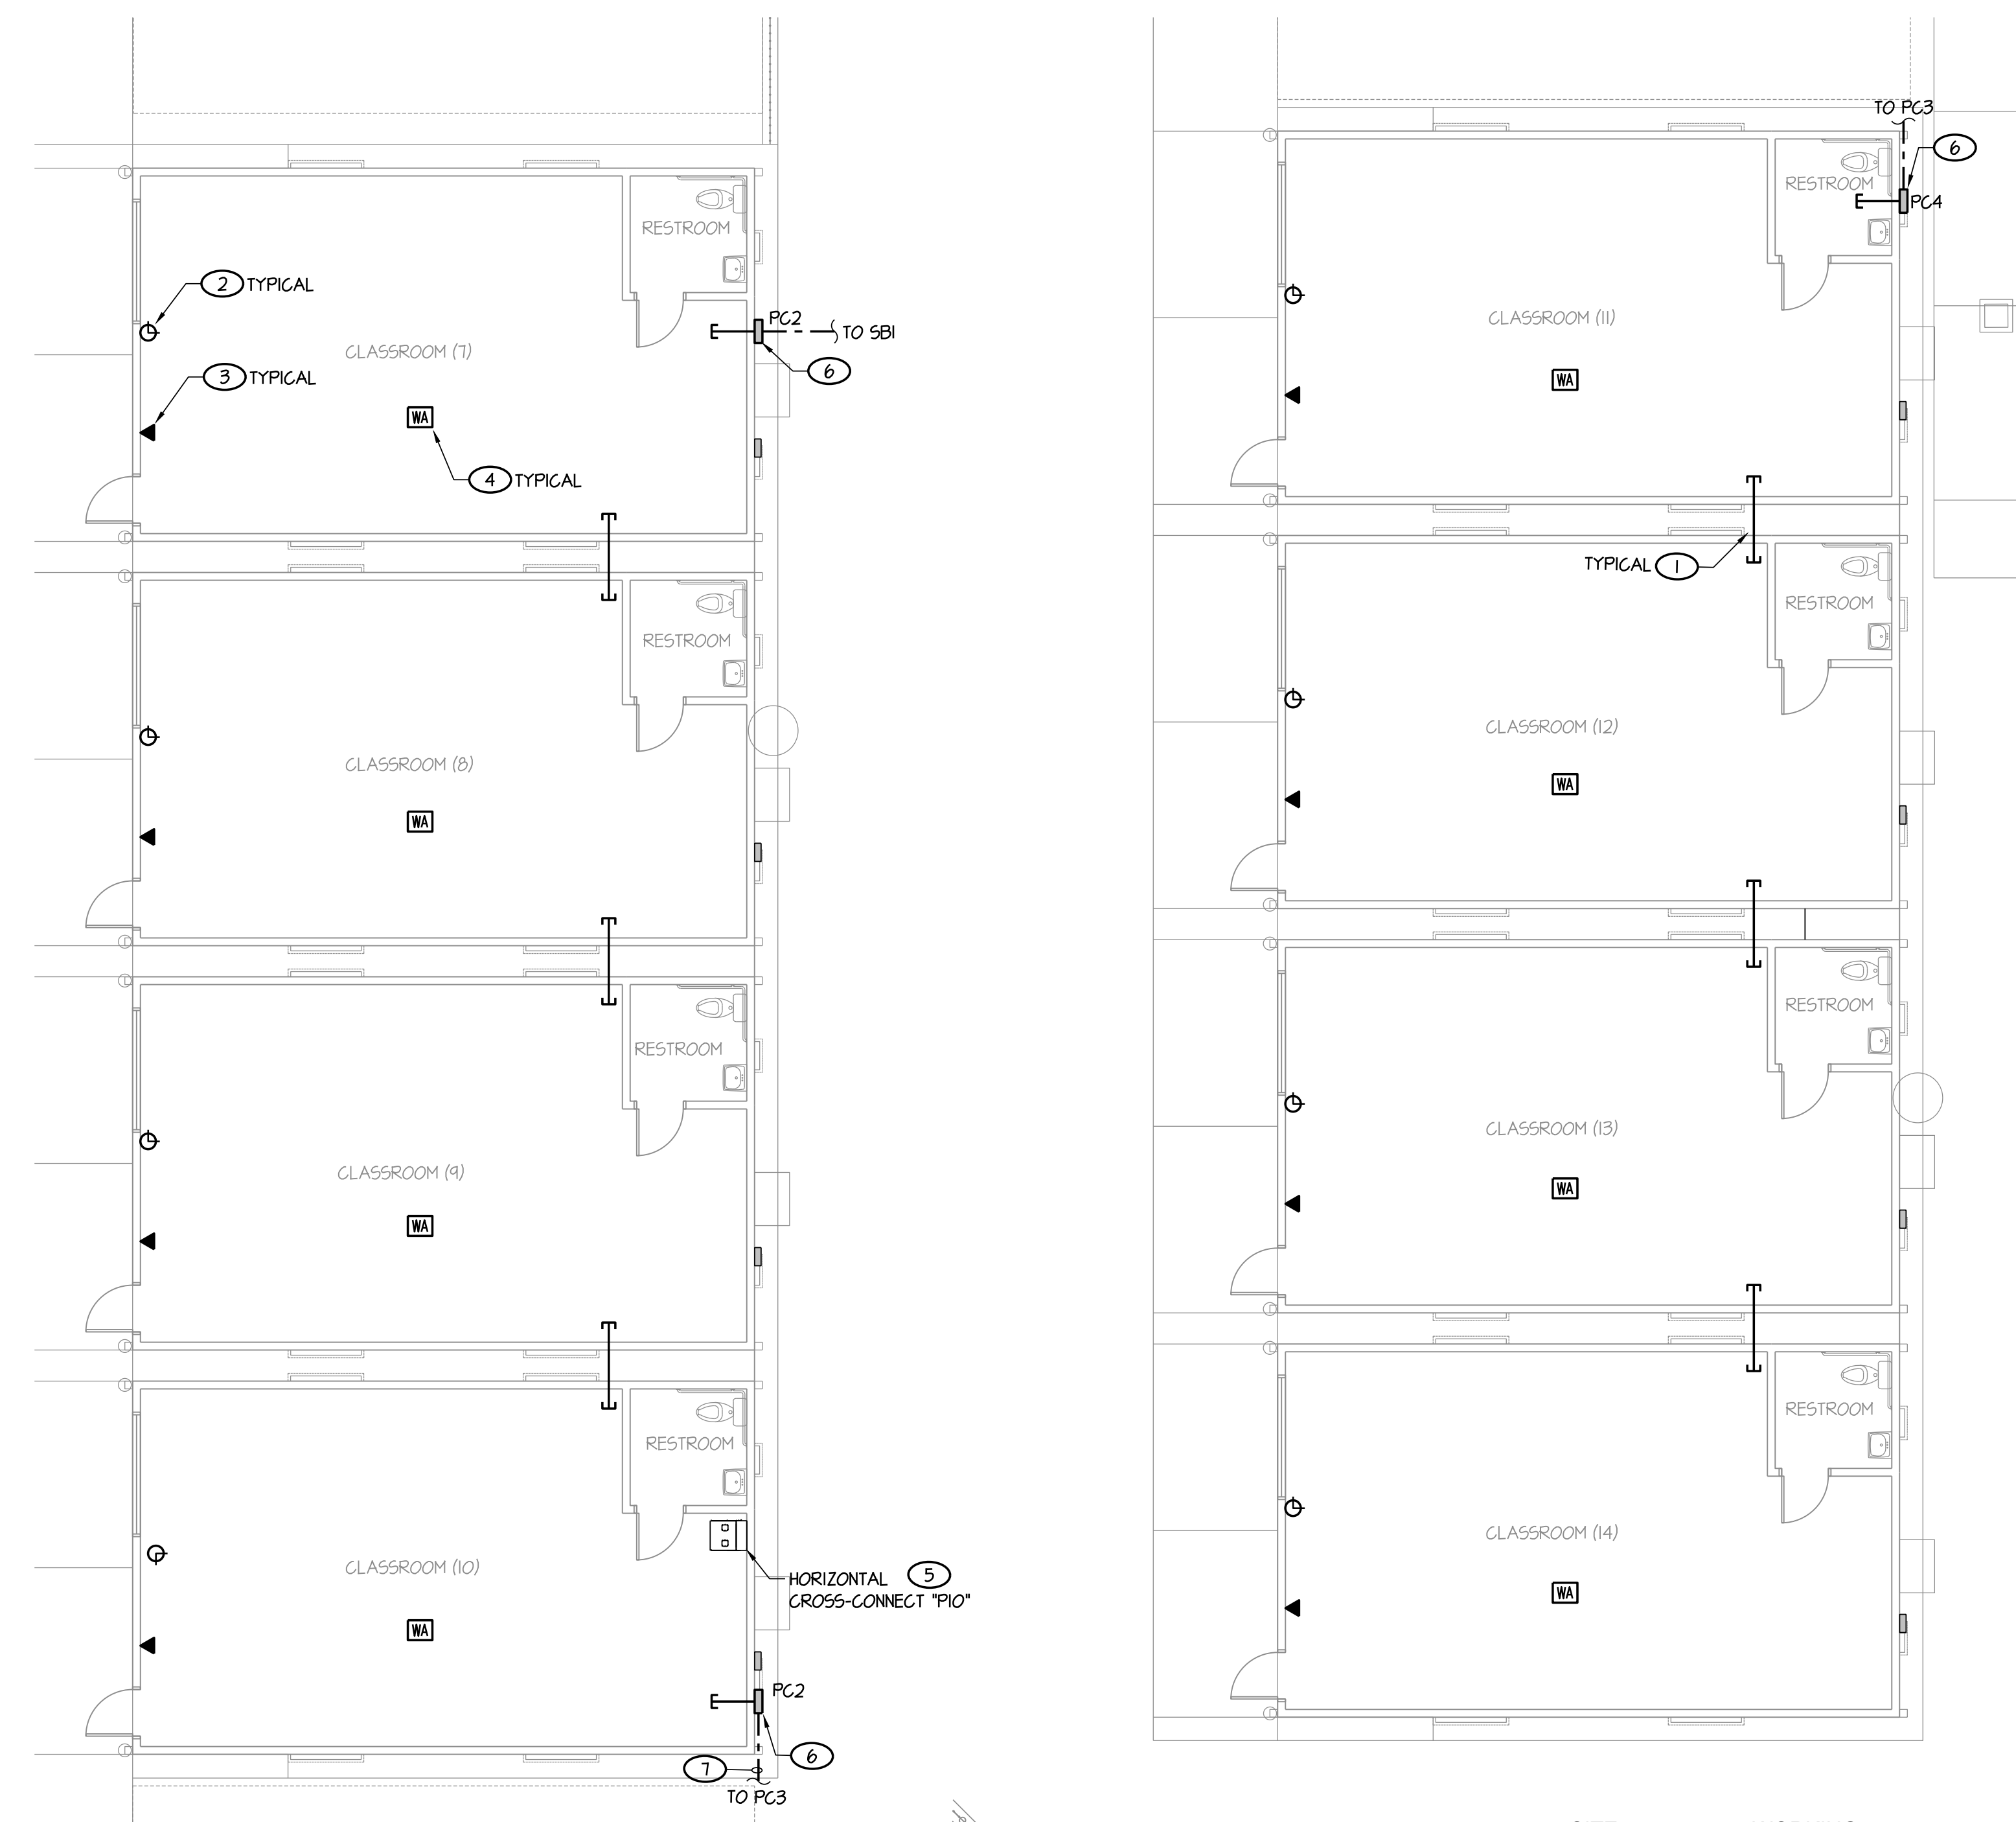 RESTROOM
2 TYPICAL
PC2
TO SB1
CLASSROOM (7)
6
3 TYPICAL
WA
4 TYPICAL
RESTROOM
CLASSROOM (8)
WA
RESTROOM
CLASSROOM (9)
WA
RESTROOM
CLASSROOM (10)
HORIZONTAL 5
CROSS-CONNECT "P10"
WA
PC2
6
7
TO PC3
TO PC3
6
RESTROOM
PC4
CLASSROOM (11)
WA
TYPICAL 1
RESTROOM
CLASSROOM (12)
WA
RESTROOM
CLASSROOM (13)
WA
RESTROOM
CLASSROOM (14)
WA